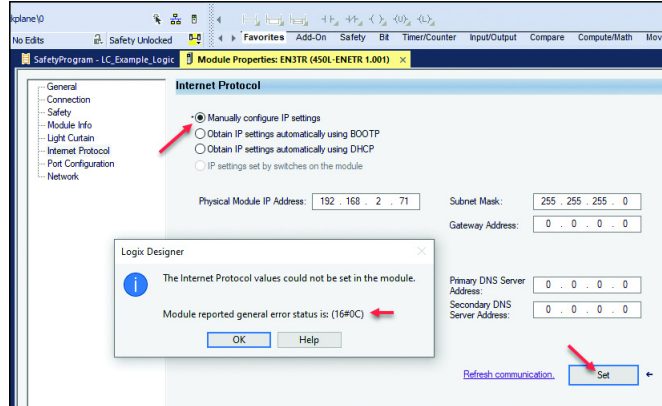 kplane\0
No Edits
Safety Unlocked
Favorites Add-On Safety Bit Timer/Counter Input/Output Compare Compute/Math Mov
SafetyProgram - LC_Example_Logic
Module Properties: EN3TR (450L-ENETR 1.001) ×
General
Connection
Safety
Module Info
Light Curtain
Internet Protocol
Port Configuration
Network
Internet Protocol
*Manually configure IP settings
Obtain IP settings automatically using BOOTP
Obtain IP settings automatically using DHCP
IP settings set by switches on the module
Physical Module IP Address: 192 . 168 . 2 . 71
Subnet Mask: 255 . 255 . 255 . 0
Gateway Address: 0 . 0 . 0 . 0
Primary DNS Server
Address: 0 . 0 . 0 . 0
Secondary DNS
Server Address: 0 . 0 . 0 . 0
Refresh communication.
Set
Logix Designer
The Internet Protocol values could not be set in the module.
Module reported general error status is: (16#0C)
OK
Help